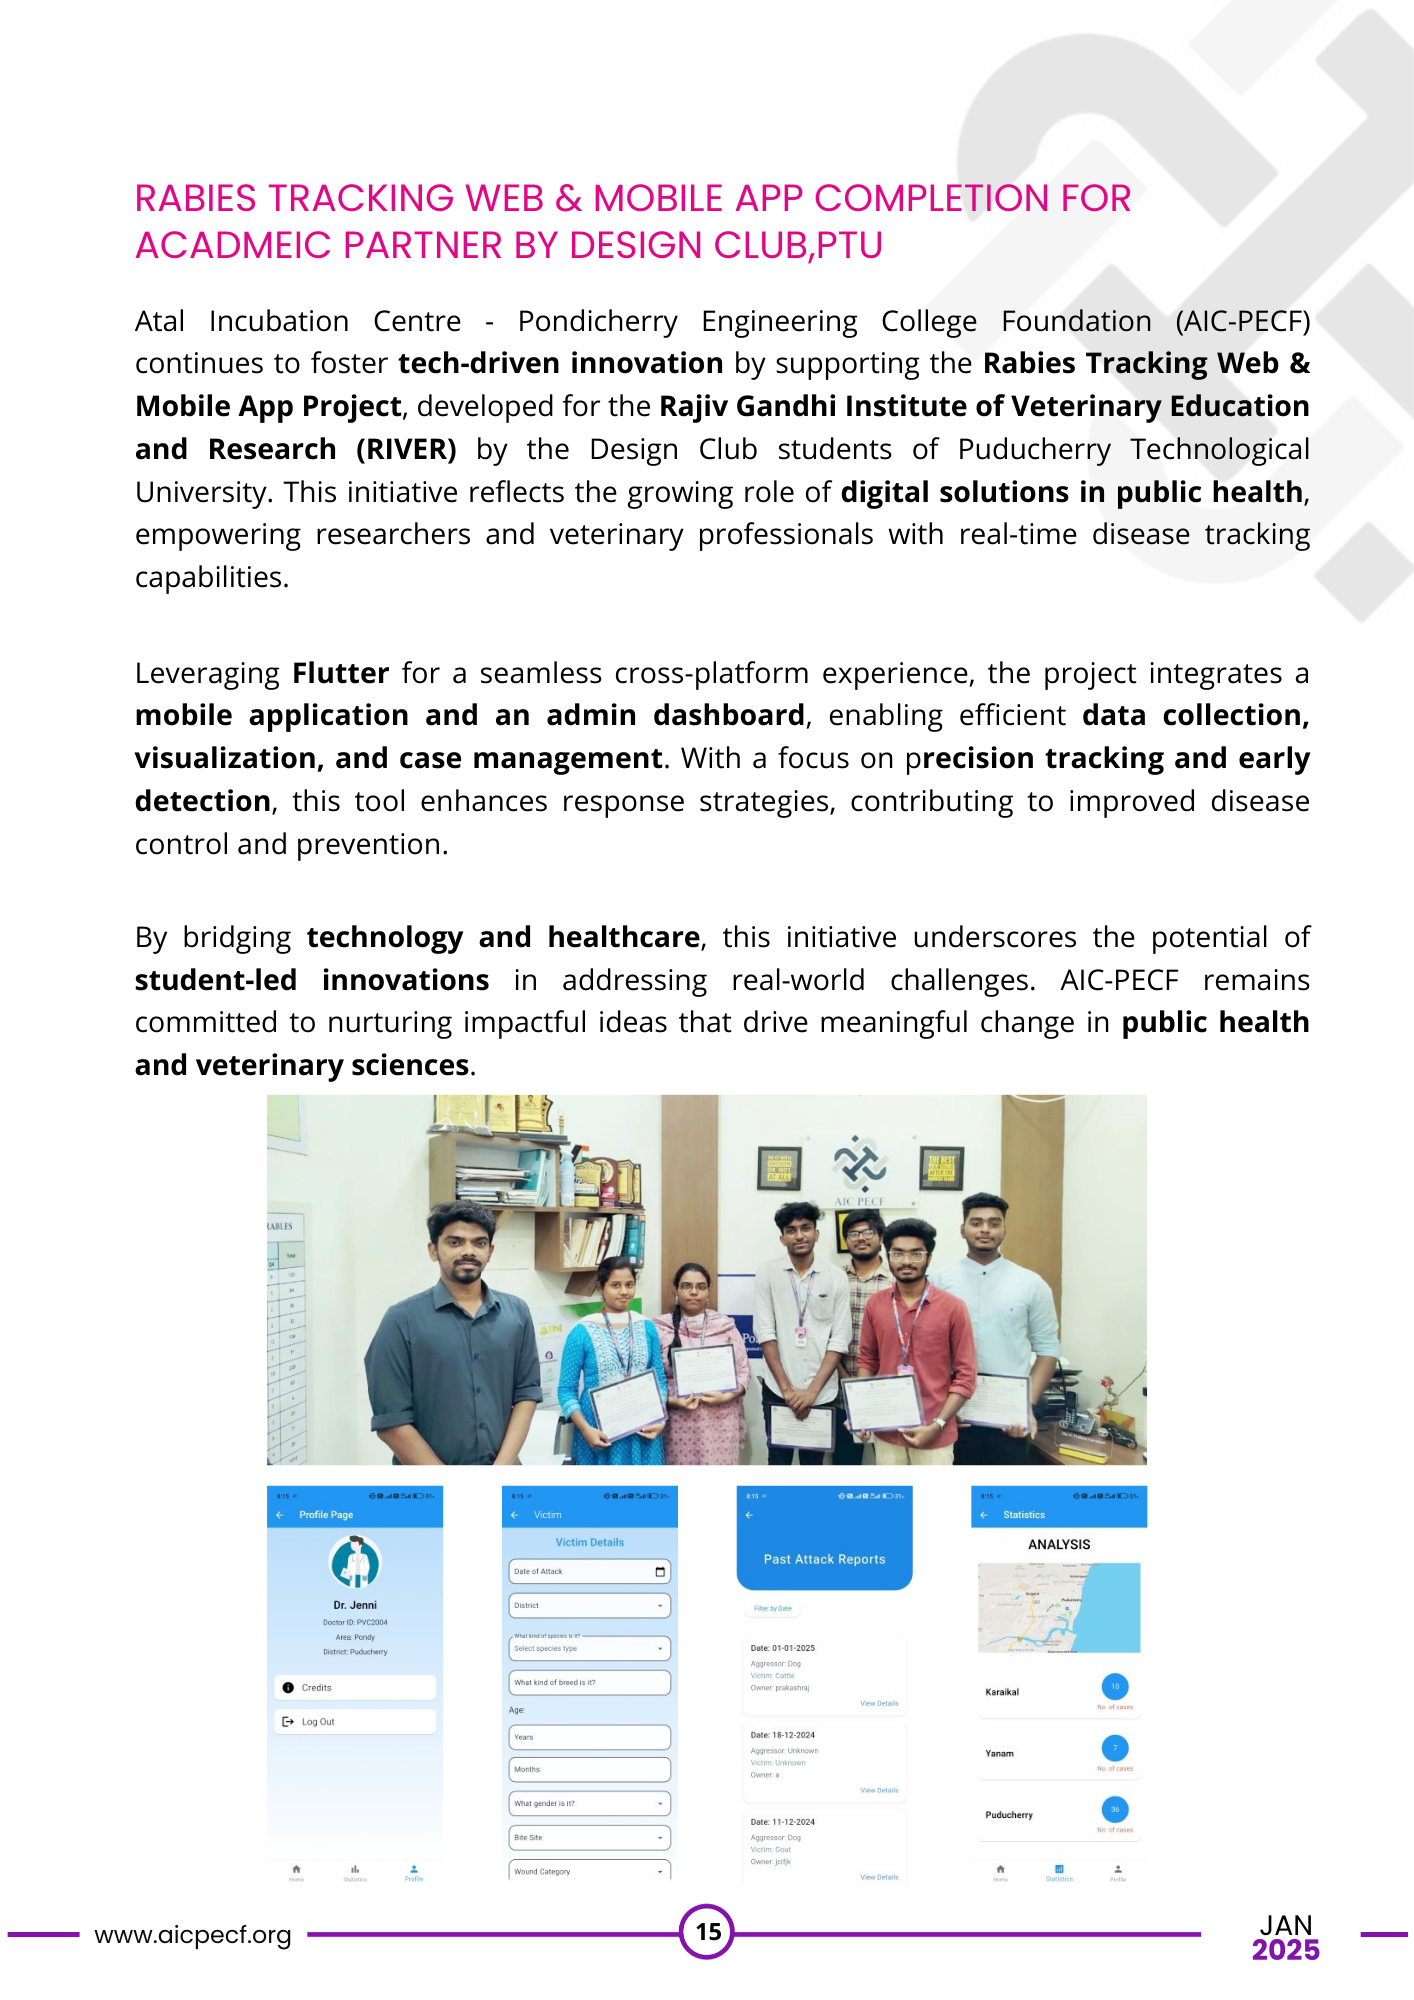 RABIES TRACKING WEB & MOBILE APP COMPLETION FOR
ACADMEIC PARTNER BY DESIGN CLUB,PTU
Atal Incubation Centre - Pondicherry Engineering College Foundation (AIC-PECF)
continues to foster tech-driven innovation by supporting the Rabies Tracking Web &
Mobile App Project, developed for the Rajiv Gandhi Institute of Veterinary Education
and Research (RIVER) by the Design Club students of Puducherry Technological
University. This initiative reflects the growing role of digital solutions in public health,
empowering researchers and veterinary professionals with real-time disease tracking
capabilities.
Leveraging Flutter for a seamless cross-platform experience, the project integrates a
mobile application and an admin dashboard, enabling efficient data collection,
visualization, and case management. With a focus on precision tracking and early
detection, this tool enhances response strategies, contributing to improved disease
control and prevention.
By bridging technology and healthcare, this initiative underscores the potential of
student-led innovations in addressing real-world challenges. AIC-PECF remains
committed to nurturing impactful ideas that drive meaningful change in public health
and veterinary sciences.
AIC PECF
Profile Page
Dr. Jenni
Doctor ID: PVC2004
Area: Pondy
District: Puducherry
Credits
Log Out
Home Statistics Profile
Victim
Victim Details
Date of Attack
District
What kind of species is it?
Select species type
What kind of breed is it?
Age:
Years
Months
What gender is it?
Bite Site
Wound Category
8:15
Past Attack Reports
Filter by Date
Date: 01-01-2025
Aggressor: Dog
Victim: Cattle
Owner: prakashraj
View Details
Date: 18-12-2024
Aggressor: Unknown
Victim: Unknown
Owner: a
View Details
Date: 11-12-2024
Aggressor: Dog
Victim: Goat
Owner: jcifjk
View Details
Statistics
ANALYSIS
Karaikal
10
No. of cases
Yanam
7
No. of cases
Puducherry
36
No. of cases
Home Statistics Profile
www.aicpecf.org
15
JAN
2025